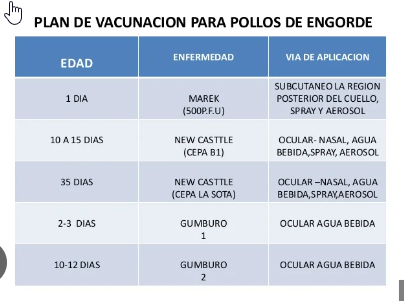 PLAN DE VACUNACION PARA POLLOS DE ENGORDE
EDAD
ENFERMEDAD
VIA DE APLICACION
1 DIA
MAREK
(500P.F.U)
SUBCUTANEO LA REGION
POSTERIOR DEL CUELLO,
SPRAY Y AEROSOL
10 A 15 DIAS
NEW CASTTLE
(CEPA B1)
OCULAR- NASAL, AGUA
BEBIDA,SPRAY, AEROSOL
35 DIAS
NEW CASTTLE
(CEPA LA SOTA)
OCULAR –NASAL, AGUA
BEBIDA,SPRAY,AEROSOL
2-3 DIAS
GUMBURO
1
OCULAR AGUA BEBIDA
10-12 DIAS
GUMBURO
2
OCULAR AGUA BEBIDA